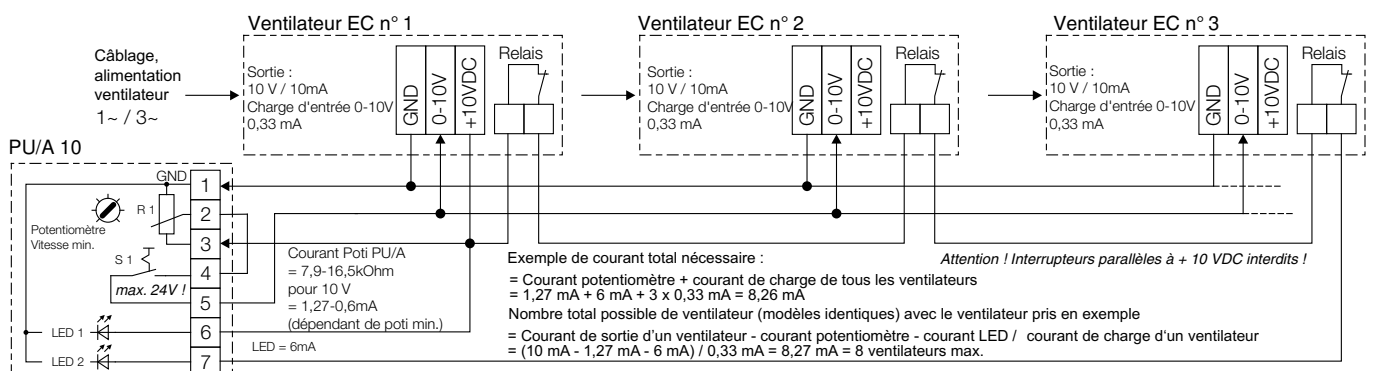 Ventilateur EC n° 1
Ventilateur EC n° 2
Ventilateur EC n° 3
Câblage,
alimentation
ventilateur
1~ / 3~
Sortie :
10 V / 10mA
Charge d'entrée 0-10V
0,33 mA
GND
0-10V
+10VDC
Relais
Sortie :
10 V / 10mA
Charge d'entrée 0-10V
0,33 mA
GND
0-10V
+10VDC
Relais
Sortie :
10 V / 10mA
Charge d'entrée 0-10V
0,33 mA
GND
0-10V
+10VDC
Relais
PU/A 10
GND
1
R 1
2
Potentiomètre
Vitesse min.
3
S 1
4
max. 24V !
5
LED 1
6
LED 2
7
Courant Poti PU/A
= 7,9-16,5kOhm
pour 10 V
= 1,27-0,6mA
(dépendant de poti min.)
LED = 6mA
Exemple de courant total nécessaire :
= Courant potentiomètre + courant de charge de tous les ventilateurs
= 1,27 mA + 6 mA + 3 x 0,33 mA = 8,26 mA
Nombre total possible de ventilateur (modèles identiques) avec le ventilateur pris en exemple
= Courant de sortie d'un ventilateur - courant potentiomètre - courant LED / courant de charge d'un ventilateur
= (10 mA - 1,27 mA - 6 mA) / 0,33 mA = 8,27 mA = 8 ventilateurs max.
Attention ! Interrupteurs parallèles à + 10 VDC interdits !